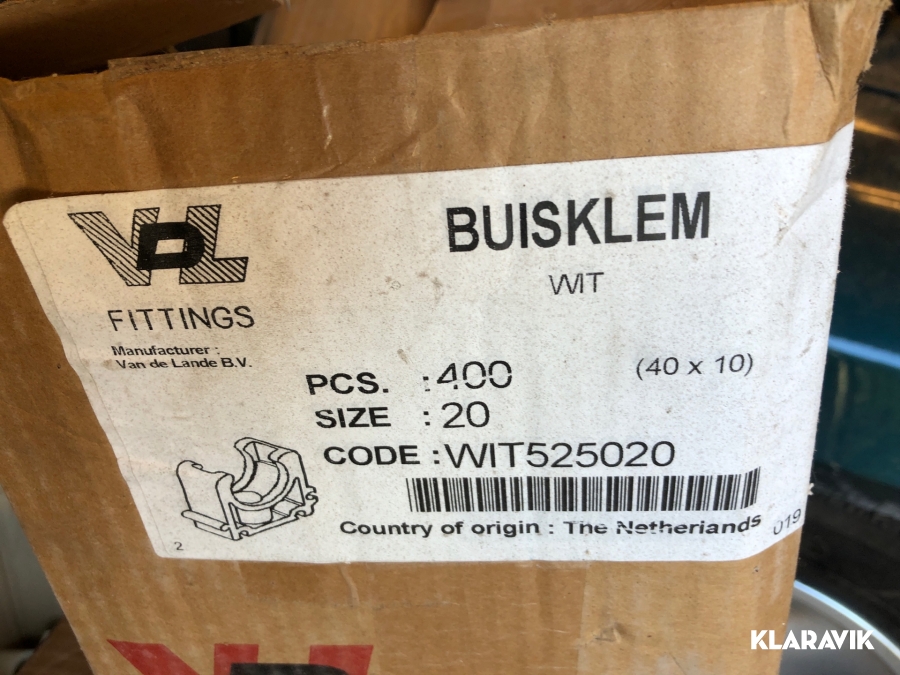 VDL
FITTINGS
Manufacturer :
Van de Lande B.V.
BUISKLEM
WIT
PCS. : 400 (40 x 10)
SIZE : 20
CODE : WIT525020
Country of origin : The Netherlands
019
2
KLARAVIK